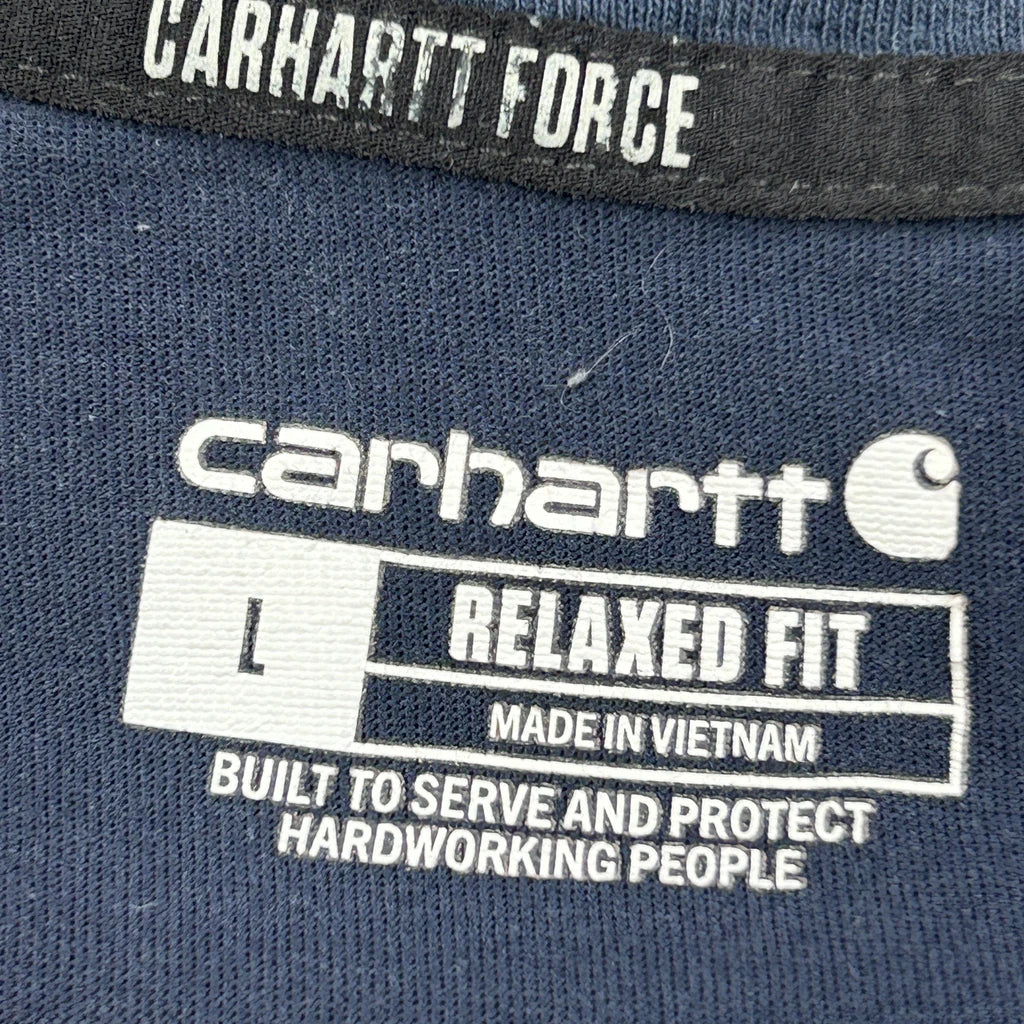 CARHARTT FORCE
carhartt
L
RELAXED FIT
MADE IN VIETNAM
BUILT TO SERVE AND PROTECT
HARDWORKING PEOPLE